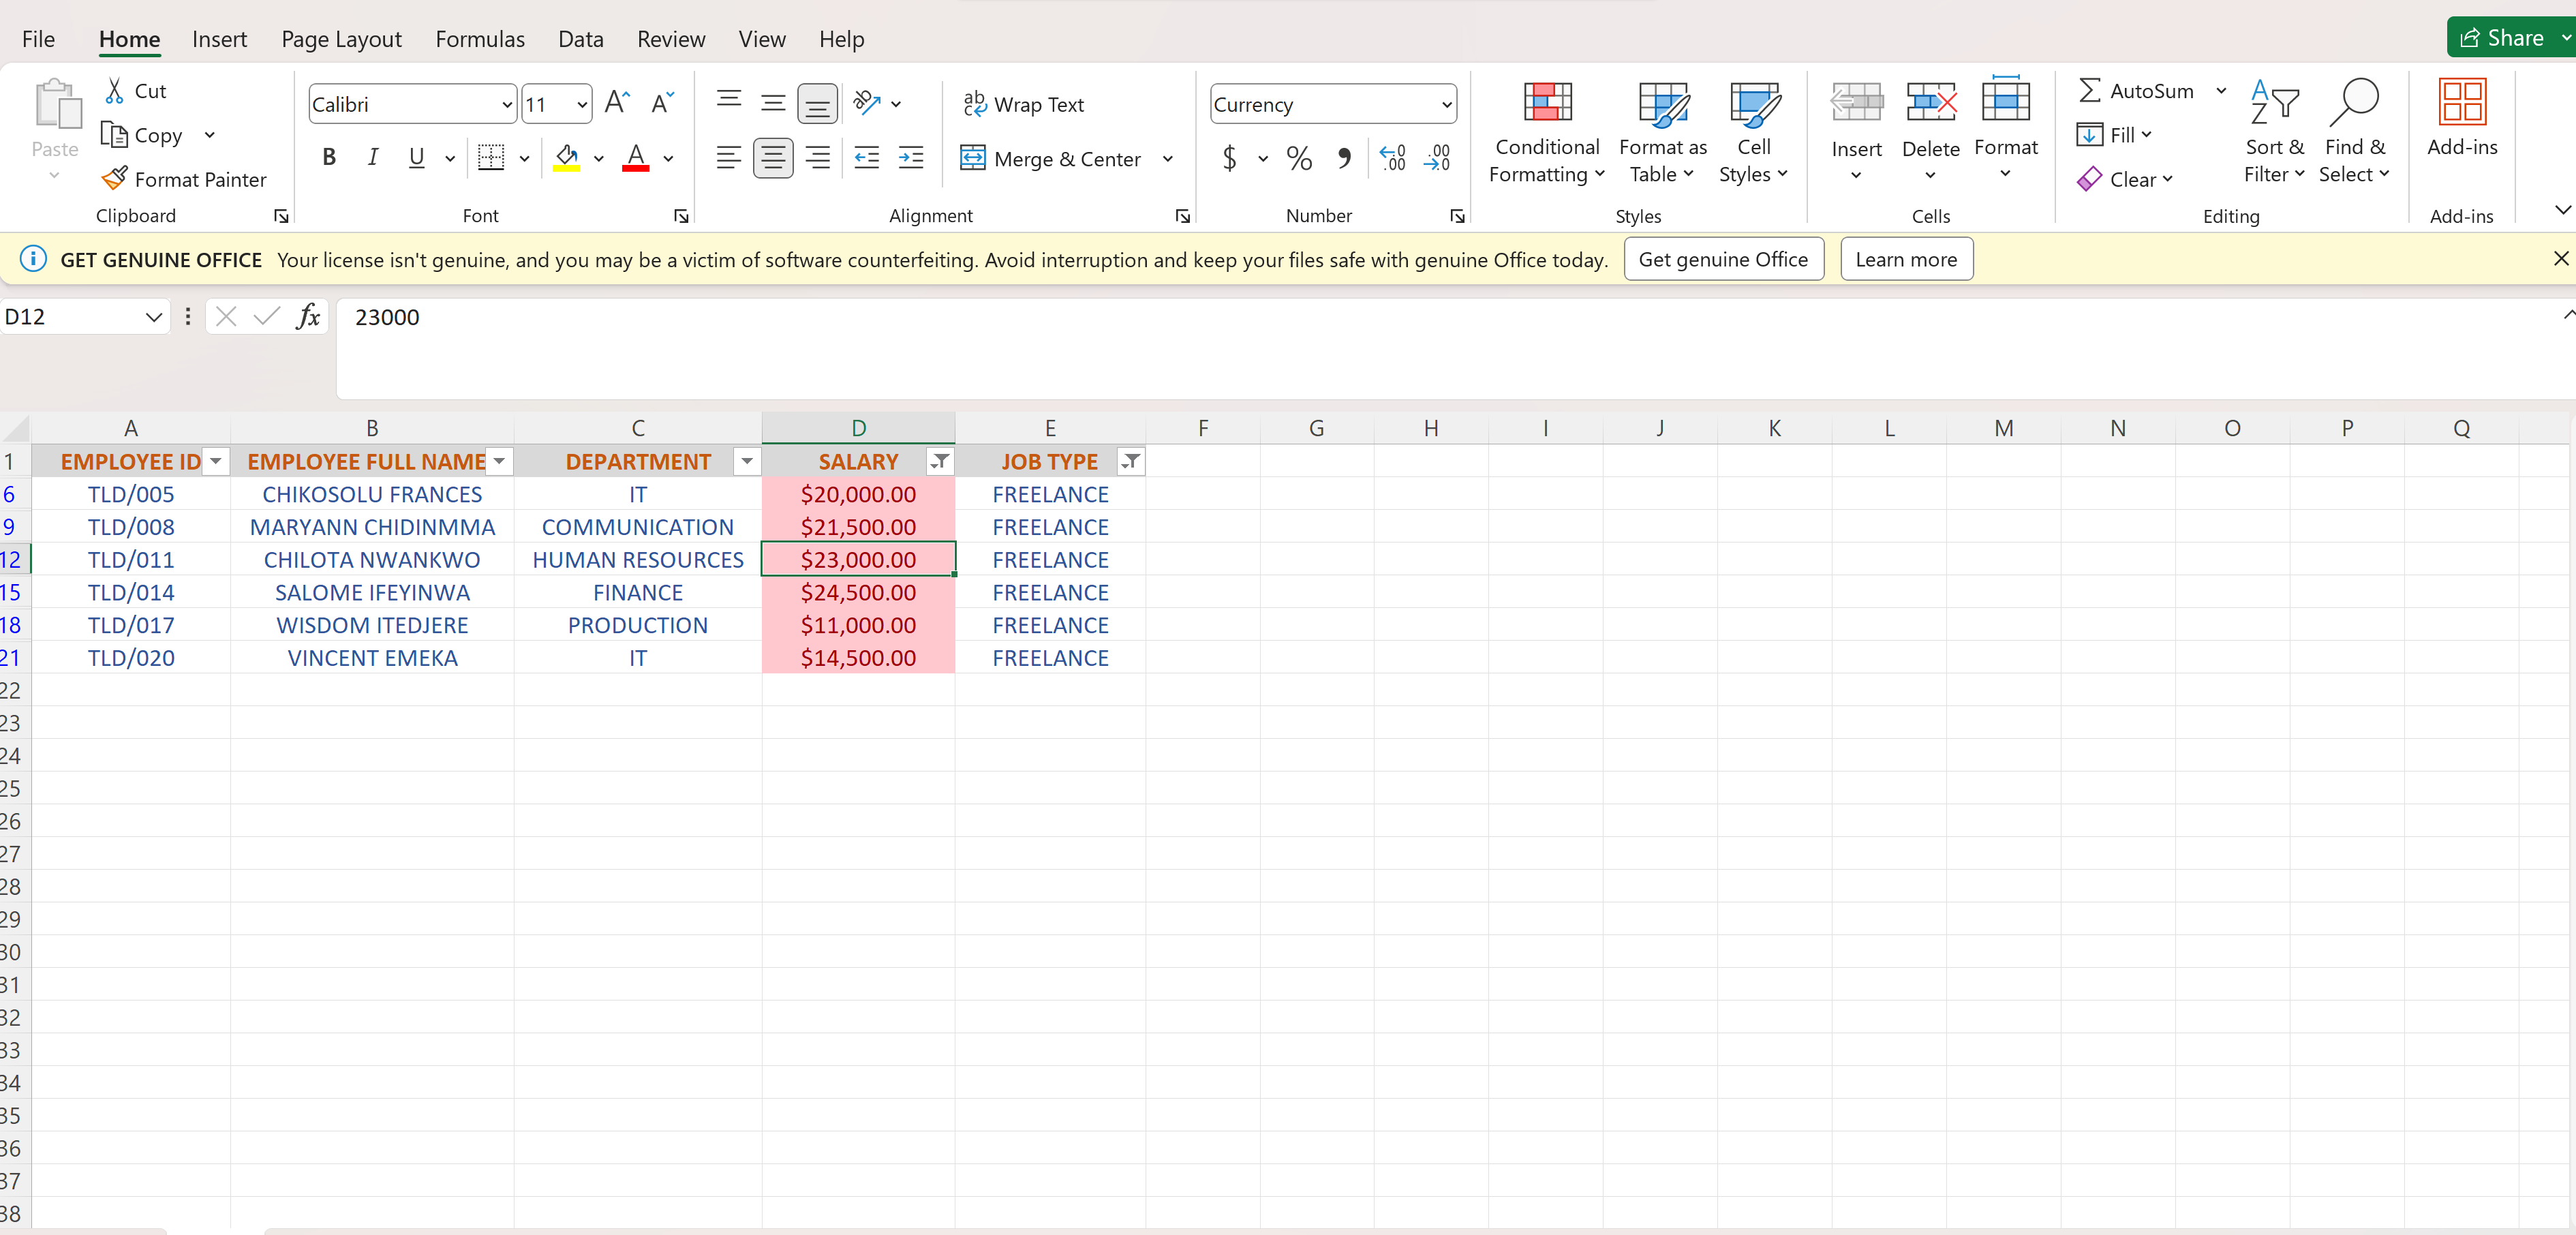 File Home Insert Page Layout Formulas Data Review View Help Share
Cut
Copy
Format Painter
Paste
Clipboard
Calibri 11
B I U
Font
Wrap Text
Merge & Center
Alignment
Currency
$ % ,
Number
Conditional Formatting
Format as Table
Cell Styles
Styles
Insert Delete Format
Cells
AutoSum
Fill
Clear
Sort & Filter
Find & Select
Editing
Add-ins
Add-ins
GET GENUINE OFFICE Your license isn't genuine, and you may be a victim of software counterfeiting. Avoid interruption and keep your files safe with genuine Office today. Get genuine Office Learn more
D12 fx 23000
A B C D E F G H I J K L M N O P Q
1 EMPLOYEE ID EMPLOYEE FULL NAME DEPARTMENT SALARY JOB TYPE
6 TLD/005 CHIKOSOLU FRANCES IT $20,000.00 FREELANCE
9 TLD/008 MARYANN CHIDINMMA COMMUNICATION $21,500.00 FREELANCE
12 TLD/011 CHILOTA NWANKWO HUMAN RESOURCES $23,000.00 FREELANCE
15 TLD/014 SALOME IFEYINWA FINANCE $24,500.00 FREELANCE
18 TLD/017 WISDOM ITEDJERE PRODUCTION $11,000.00 FREELANCE
21 TLD/020 VINCENT EMEKA IT $14,500.00 FREELANCE
22
23
24
25
26
27
28
29
30
31
32
33
34
35
36
37
38